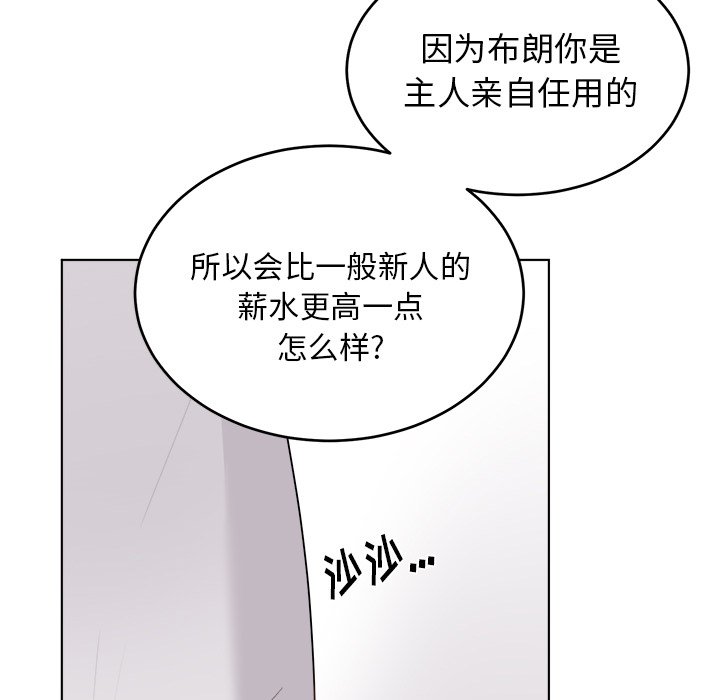 因为布朗你是
主人亲自任用的
所以会比一般新人的
薪水更高一点
怎么样?
沙沙...